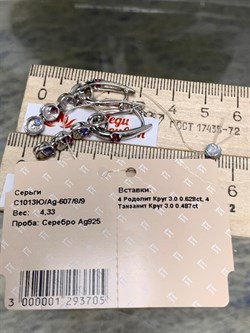 ГОСТ 17435-72
Серьги
С1013Ю/Ag-607/8/9
Вес: 4,33
Проба: Серебро Ag925
Вставки:
4 Родолит Круг 3.0 0.629ct, 4
Танзанит Круг 3.0 0.487ct
3 000001 293705